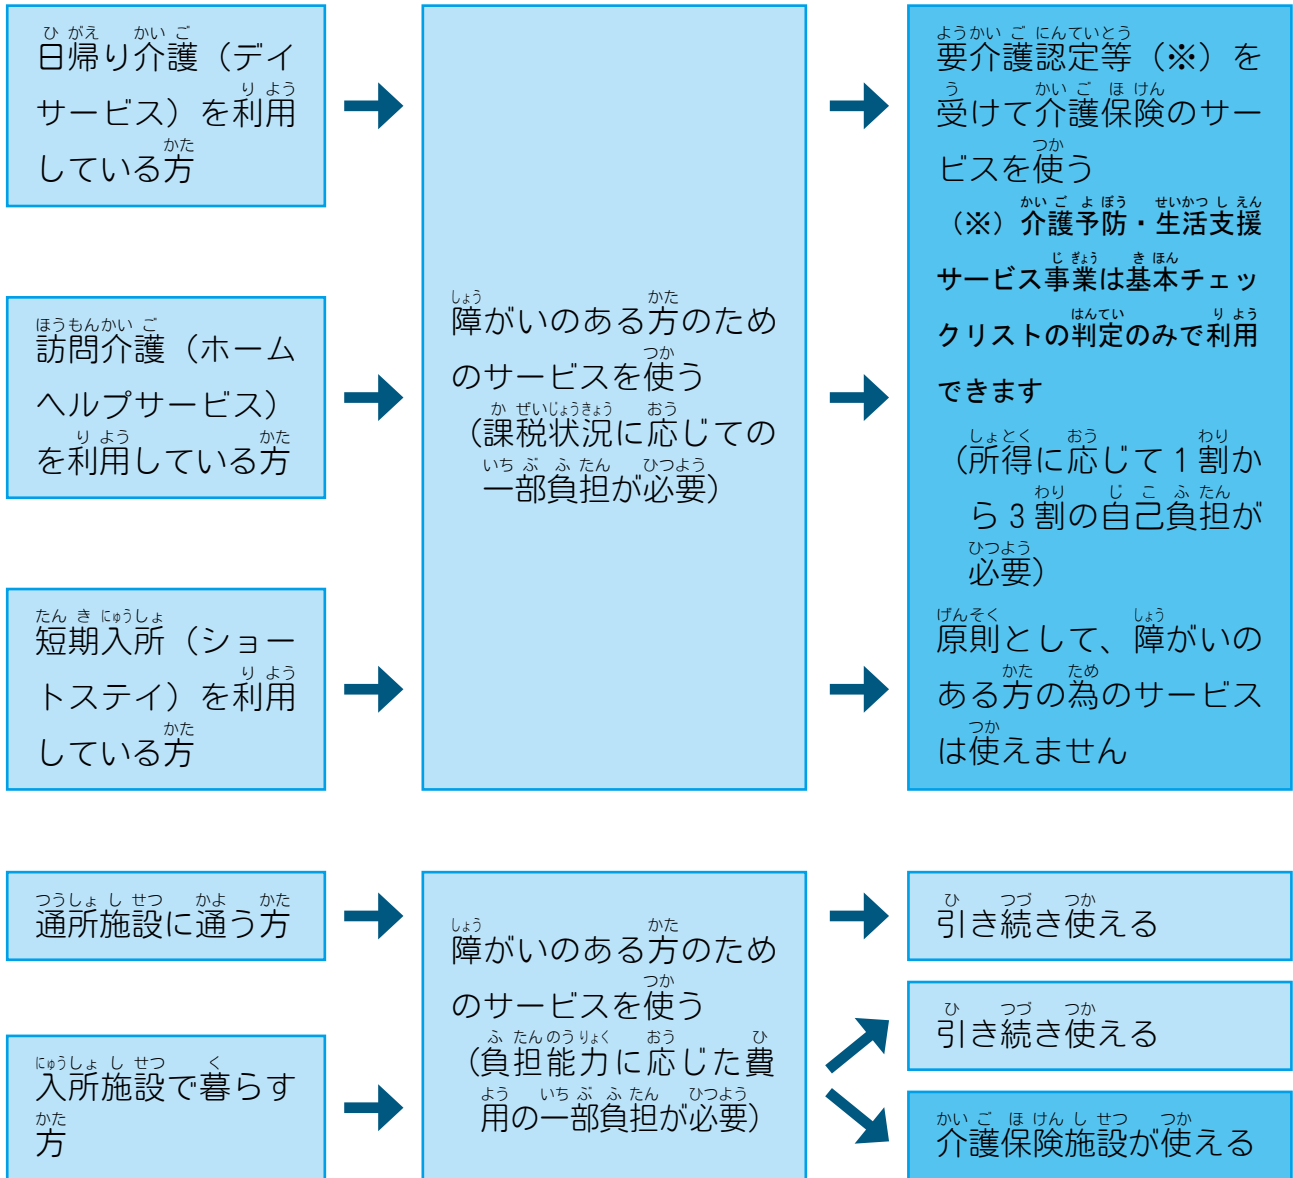 日帰り介護（デイ
サービス）を利用
している方
訪問介護（ホーム
ヘルプサービス）
を利用している方
短期入所（ショー
トステイ）を利用
している方
障がいのある方のため
のサービスを使う
（課税状況に応じての
一部負担が必要）
要介護認定等（※）を
受けて介護保険のサー
ビスを使う
（※）介護予防・生活支援
サービス事業は基本チェッ
クリストの判定のみで利用
できます
（所得に応じて1割か
ら3割の自己負担が
必要）
原則として、障がいの
ある方の為のサービス
は使えません
通所施設に通う方
入所施設で暮らす
方
障がいのある方のため
のサービスを使う
（負担能力に応じた費
用の一部負担が必要）
引き続き使える
引き続き使える
介護保険施設が使える